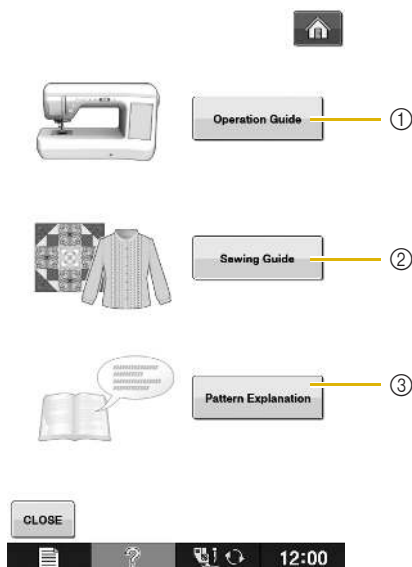 Operation Guide
①
Sewing Guide
②
Pattern Explanation
③
CLOSE
?
12:00